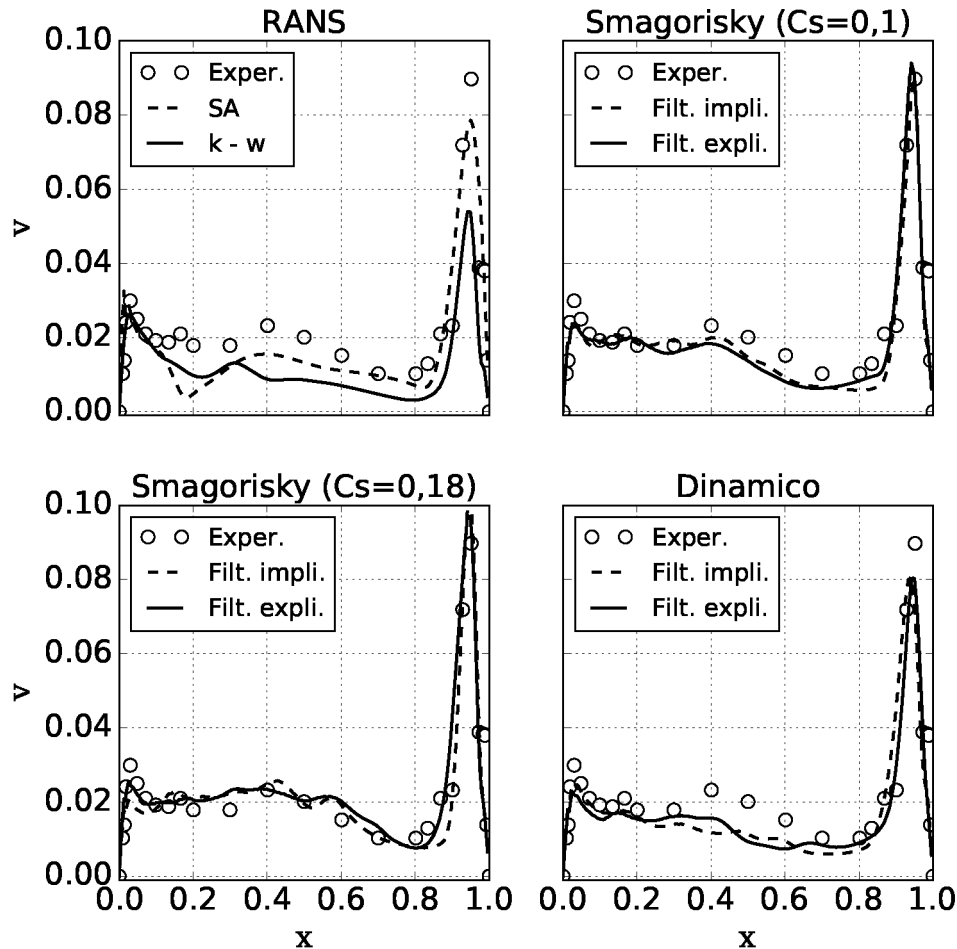 RANS
0.10
0.08
0.06
0.04
0.02
0.00
v
Exper.
SA
k - w
Smagorisky (Cs=0,1)
Exper.
Filt. impli.
Filt. expli.
Smagorisky (Cs=0,18)
0.10
0.08
0.06
0.04
0.02
0.00
v
Exper.
Filt. impli.
Filt. expli.
0.0 0.2 0.4 0.6 0.8 1.0
x
Dinamico
Exper.
Filt. impli.
Filt. expli.
0.0 0.2 0.4 0.6 0.8 1.0
x